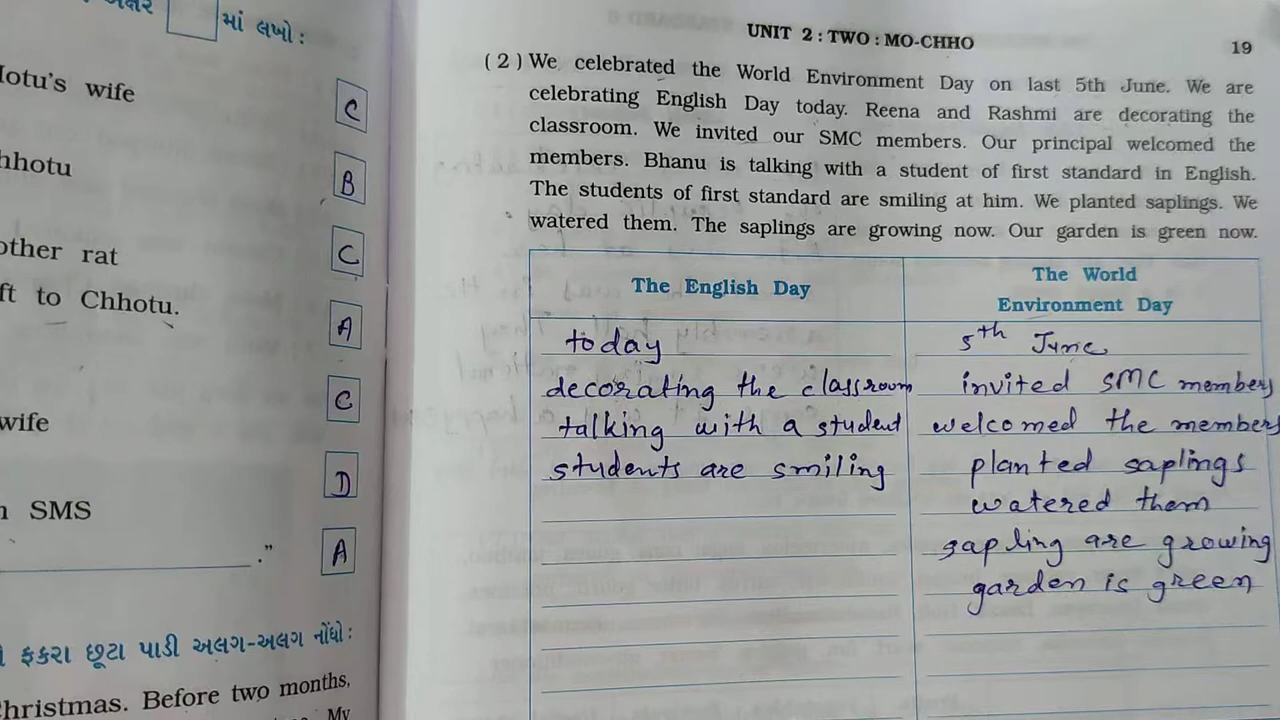 અક્ષર માં લખો :
Motu's wife
C
hhotu
B
other rat
C
ft to Chhotu.
A
C
wife
D
SMS
A
."
ફકરા છૂટા પાડી અલગ-અલગ નોંધો :
Christmas. Before two months,
My
UNIT 2 : TWO : MO-CHHO
19
( 2 ) We celebrated the World Environment Day on last 5th June. We are
celebrating English Day today. Reena and Rashmi are decorating the
classroom. We invited our SMC members. Our principal welcomed the
members. Bhanu is talking with a student of first standard in English.
The students of first standard are smiling at him. We planted saplings. We
watered them. The saplings are growing now. Our garden is green now.
The English Day
The World
Environment Day
today
decorating the classroom
talking with a student
students are smiling
5th June
invited SMC members
welcomed the members
planted saplings
watered them
sapling are growing
garden is green